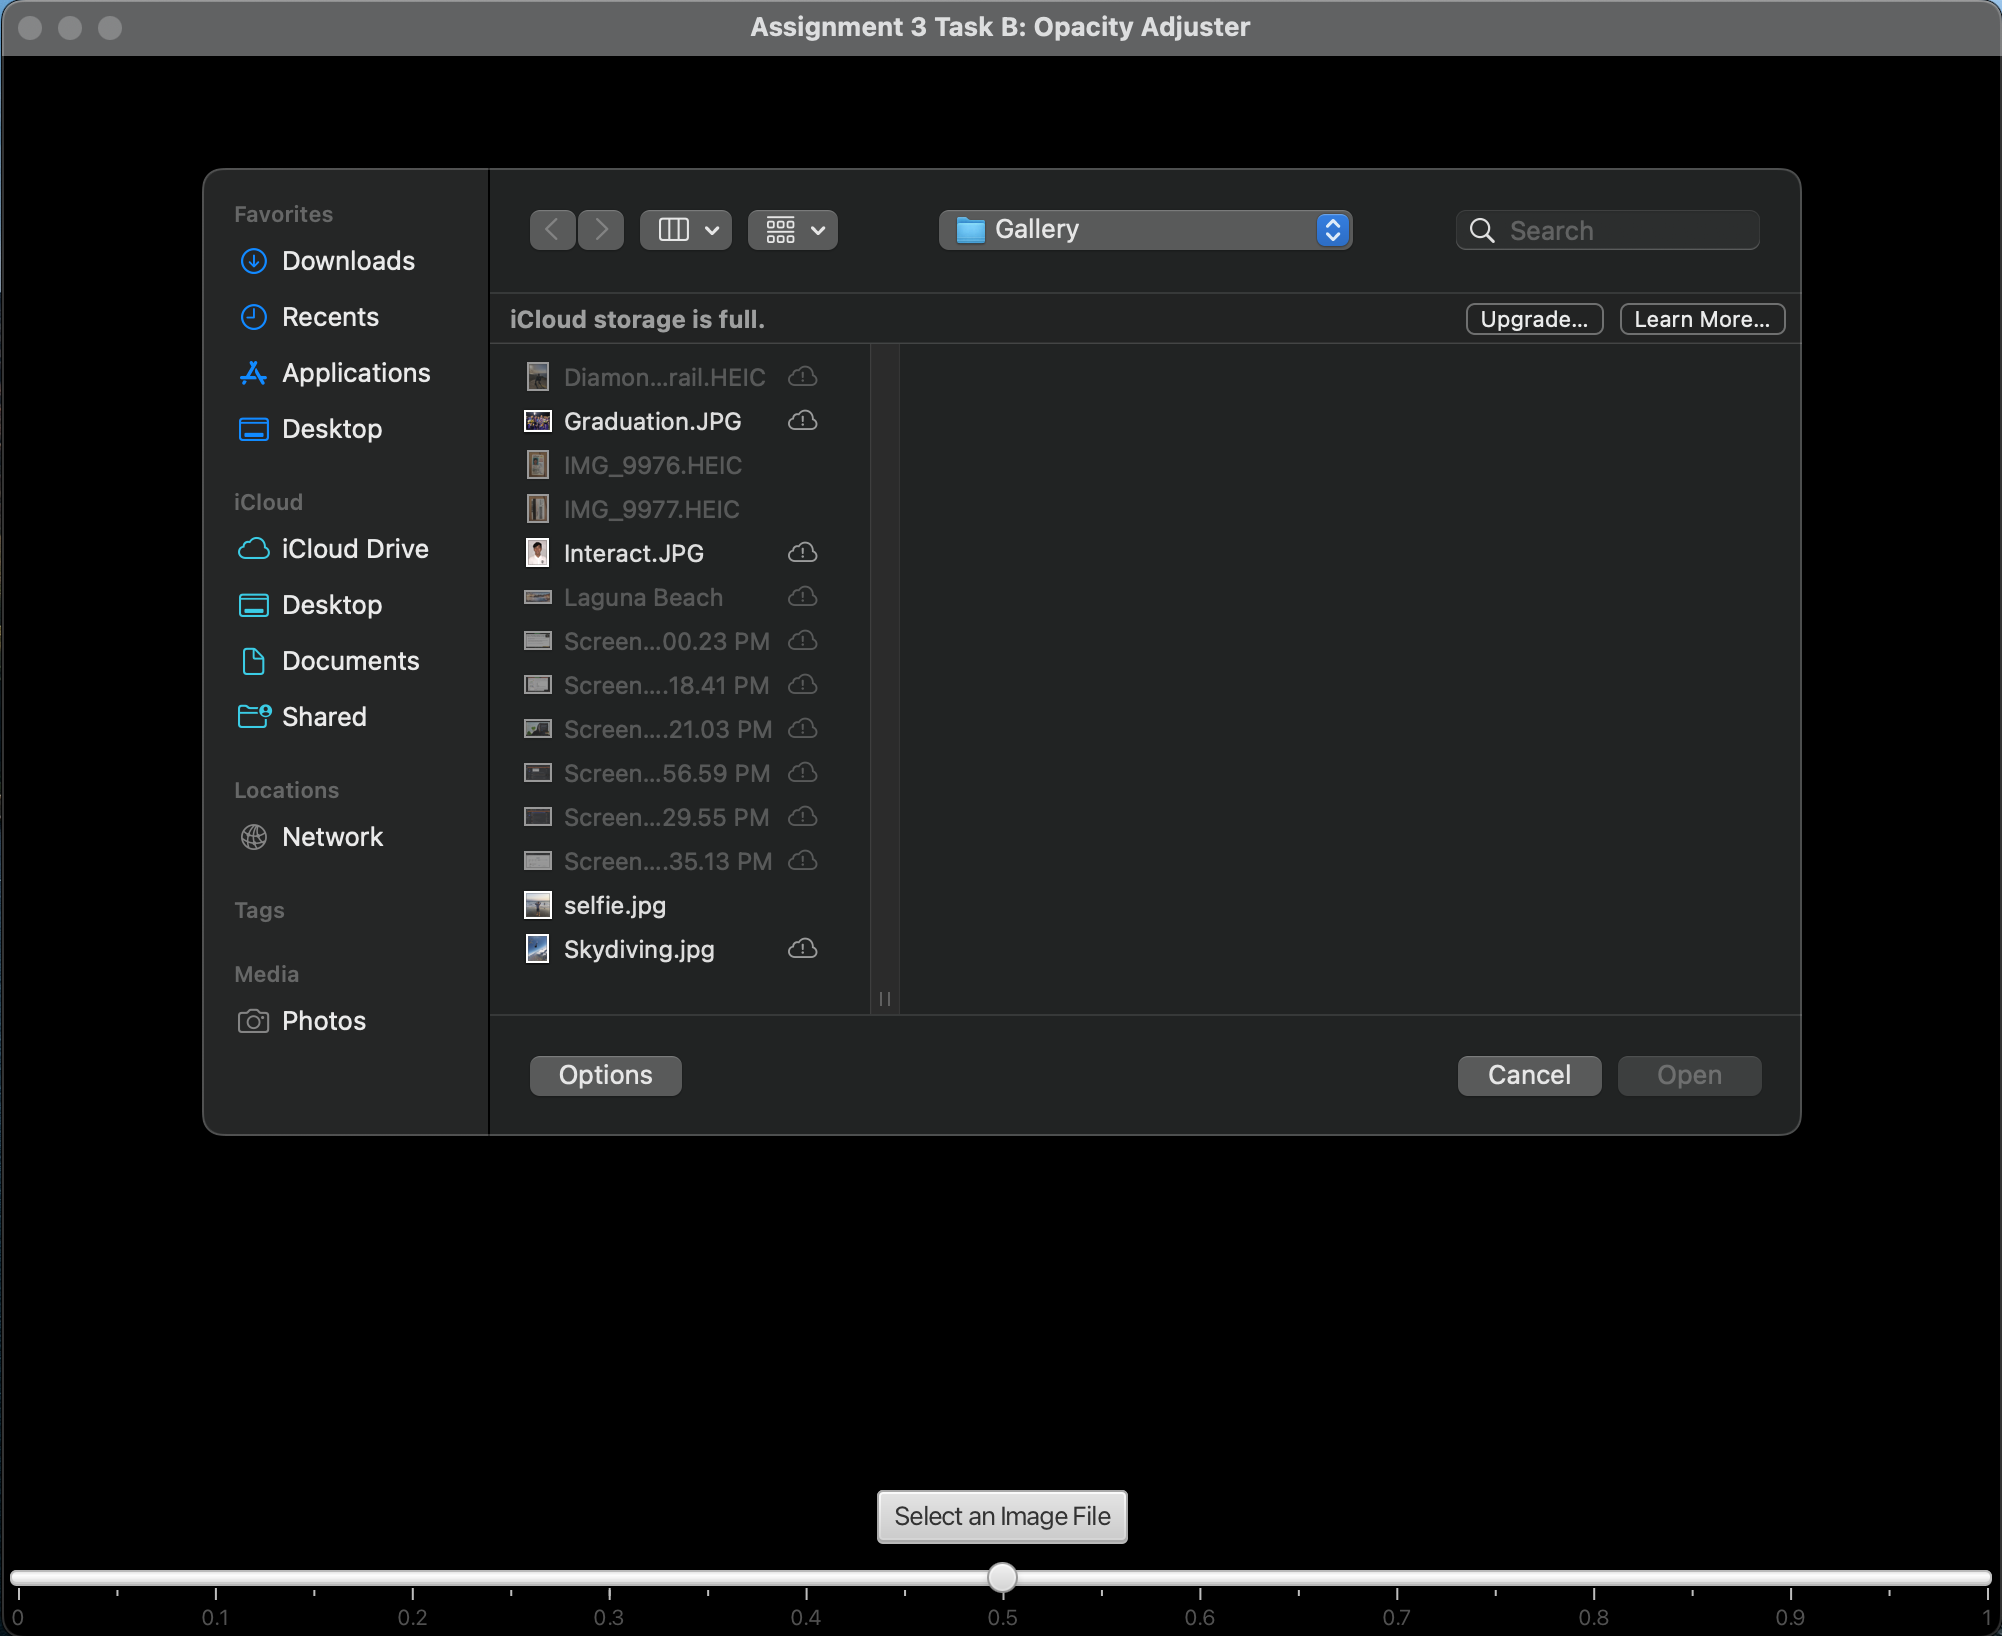 Assignment 3 Task B: Opacity Adjuster
Favorites
Downloads
Recents
Applications
Desktop
iCloud
iCloud Drive
Desktop
Documents
Shared
Locations
Network
Tags
Media
Photos
Gallery
Search
iCloud storage is full.
Upgrade...
Learn More...
Diamon...rail.HEIC
Graduation.JPG
IMG_9976.HEIC
IMG_9977.HEIC
Interact.JPG
Laguna Beach
Screen...00.23 PM
Screen....18.41 PM
Screen....21.03 PM
Screen...56.59 PM
Screen...29.55 PM
Screen....35.13 PM
selfie.jpg
Skydiving.jpg
Options
Cancel
Open
Select an Image File
0 0.1 0.2 0.3 0.4 0.5 0.6 0.7 0.8 0.9 1